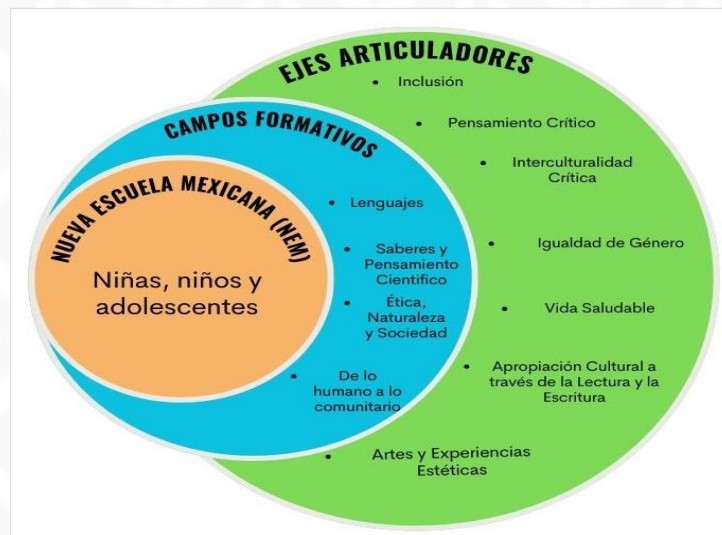 EJES ARTICULADORES
• Inclusión
• Pensamiento Crítico
• Interculturalidad
Crítica
• Igualdad de Género
• Vida Saludable
• Apropiación Cultural a
través de la Lectura y la
Escritura
• Artes y Experiencias
Estéticas
CAMPOS FORMATIVOS
• Lenguajes
• Saberes y
Pensamiento
Cientifico
• Ética,
Naturaleza
y Sociedad
• De lo
humano a lo
comunitario
NUEVA ESCUELA MEXICANA (NEM)
Niñas, niños y
adolescentes